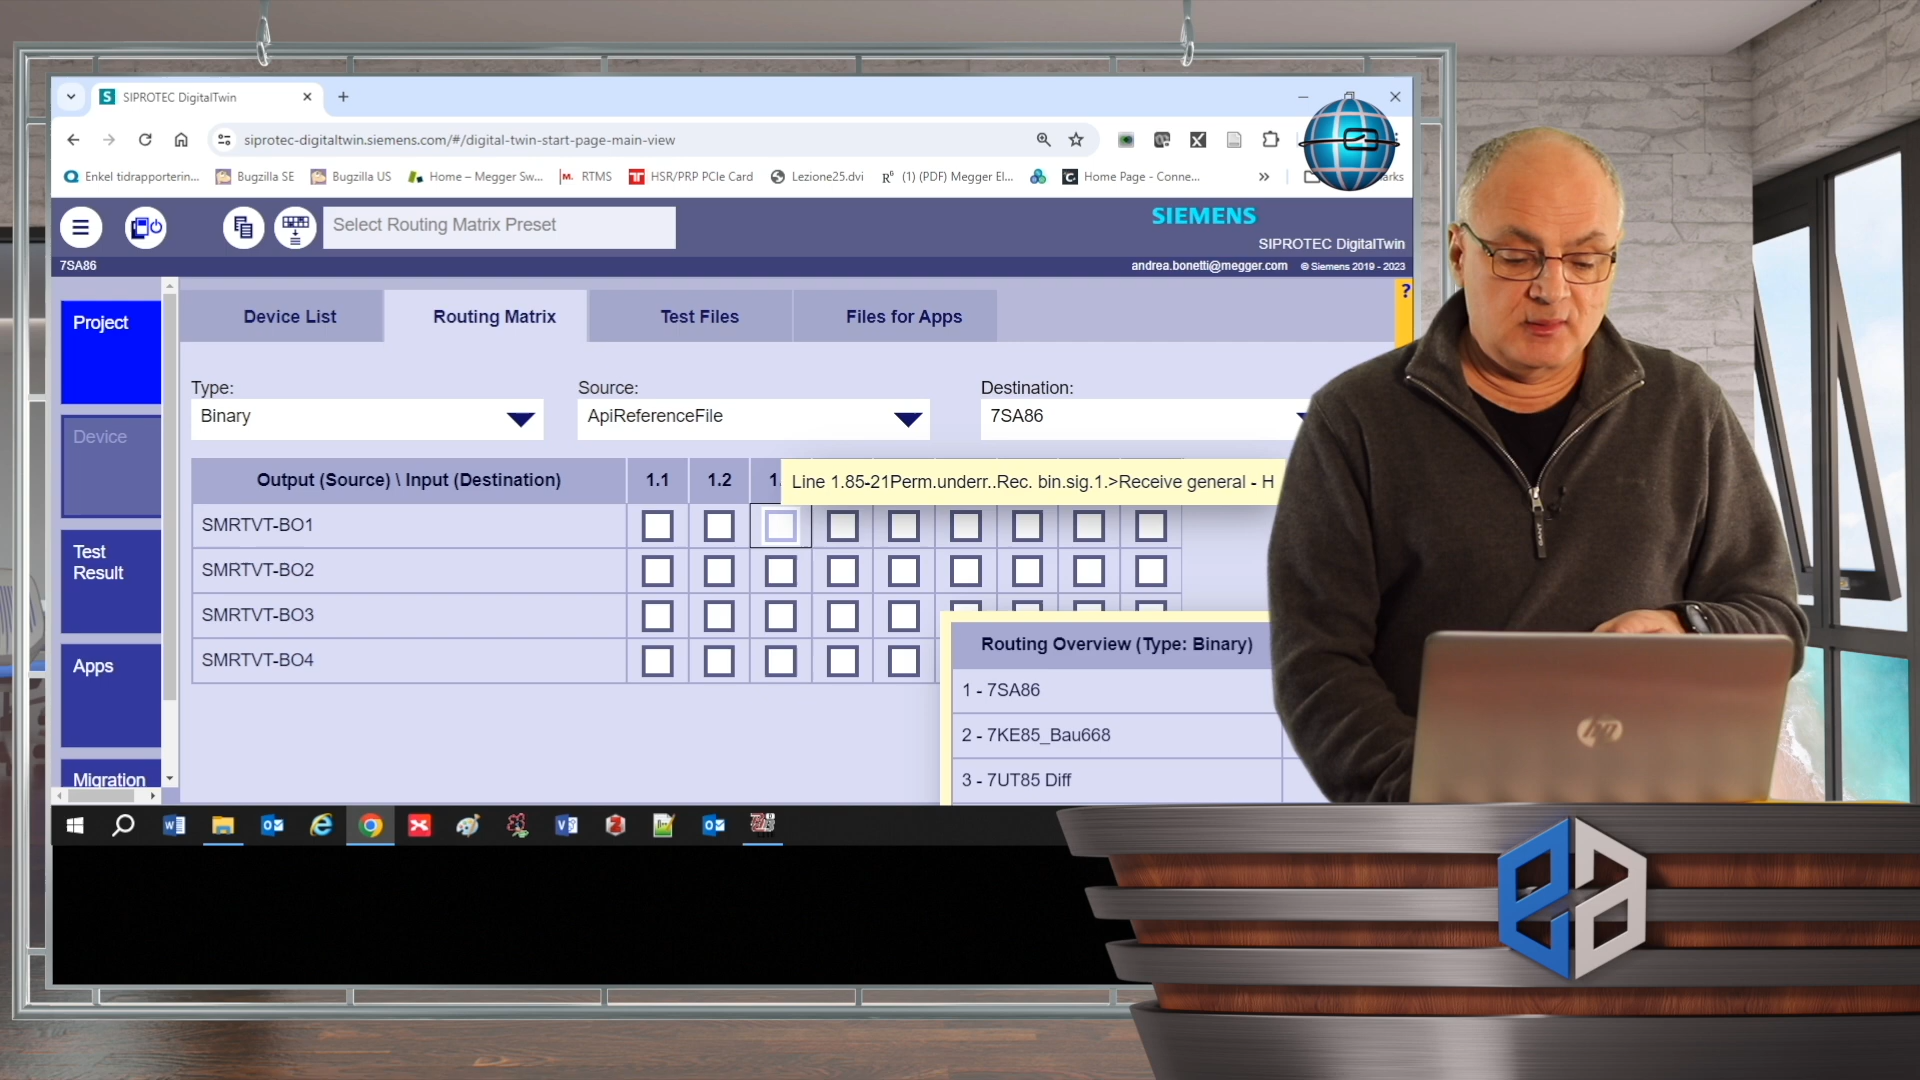 SIPROTEC DigitalTwin
siprotec-digitaltwin.siemens.com/#/digital-twin-start-page-main-view
Enkel tidrapporterin... Bugzilla SE Bugzilla US Home – Megger Sw... RTMS HSR/PRP PCIe Card Lezione25.dvi (1) (PDF) Megger El... Home Page - Conne...
Select Routing Matrix Preset
SIEMENS
SIPROTEC DigitalTwin
7SA86
andrea.bonetti@megger.com © Siemens 2019 - 2023
?
Project
Device
Test
Result
Apps
Migration
Device List Routing Matrix Test Files Files for Apps
Type: Source: Destination:
Binary ApiReferenceFile 7SA86
Output (Source) \ Input (Destination) 1.1 1.2 1.
Line 1.85-21Perm.underr..Rec. bin.sig.1.>Receive general - H
SMRTVT-BO1
SMRTVT-BO2
SMRTVT-BO3
SMRTVT-BO4
Routing Overview (Type: Binary)
1 - 7SA86
2 - 7KE85_Bau668
3 - 7UT85 Diff
hp
ea